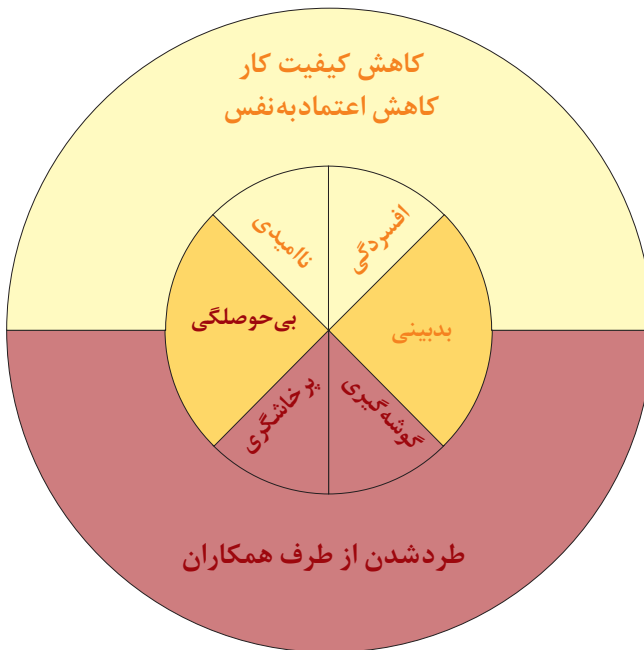 کاهش کیفیت کار
کاهش اعتمادبه‌نفس
افسردگی
ناامیدی
بدبینی
بی‌حوصلگی
گوشه‌گیری
پرخاشگری
طردشدن از طرف همکاران